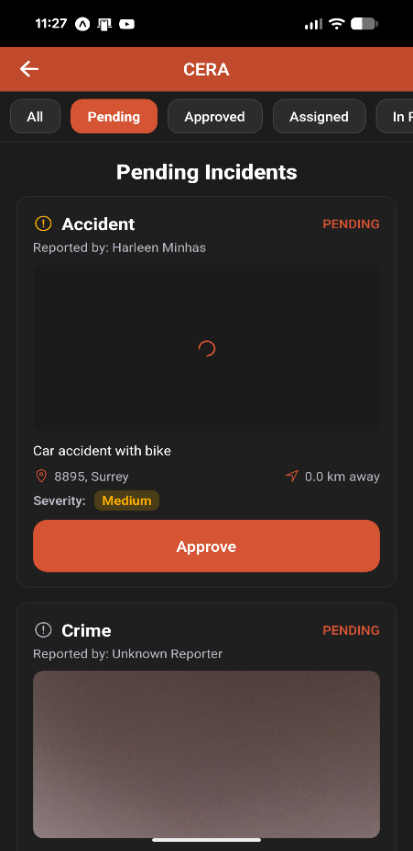 11:27
CERA
All Pending Approved Assigned In P
Pending Incidents
Accident PENDING
Reported by: Harleen Minhas
Car accident with bike
8895, Surrey 0.0 km away
Severity: Medium
Approve
Crime PENDING
Reported by: Unknown Reporter